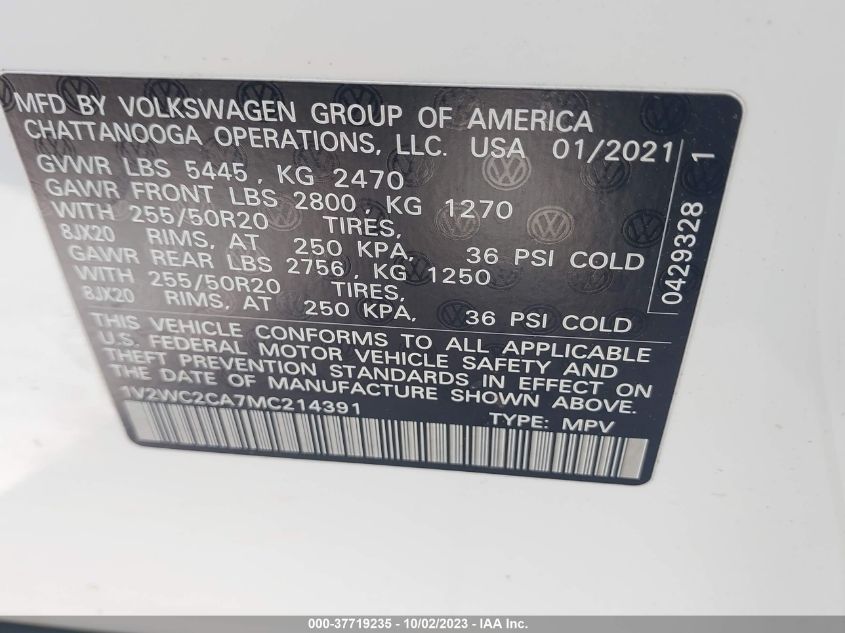 MFD BY VOLKSWAGEN GROUP OF AMERICA
CHATTANOOGA OPERATIONS, LLC. USA 01/2021
GVWR LBS 5445, KG 2470
GAWR FRONT LBS 2800, KG 1270
WITH 255/50R20 TIRES,
8JX20 RIMS, AT 250 KPA, 36 PSI COLD
GAWR REAR LBS 2756, KG 1250
WITH 255/50R20 TIRES,
8JX20 RIMS, AT 250 KPA, 36 PSI COLD
0429328 1
THIS VEHICLE CONFORMS TO ALL APPLICABLE
U.S. FEDERAL MOTOR VEHICLE SAFETY AND
THEFT PREVENTION STANDARDS IN EFFECT ON
THE DATE OF MANUFACTURE SHOWN ABOVE.
1V2WC2CA7MC214391 TYPE: MPV
000-37719235 - 10/02/2023 - IAA Inc.